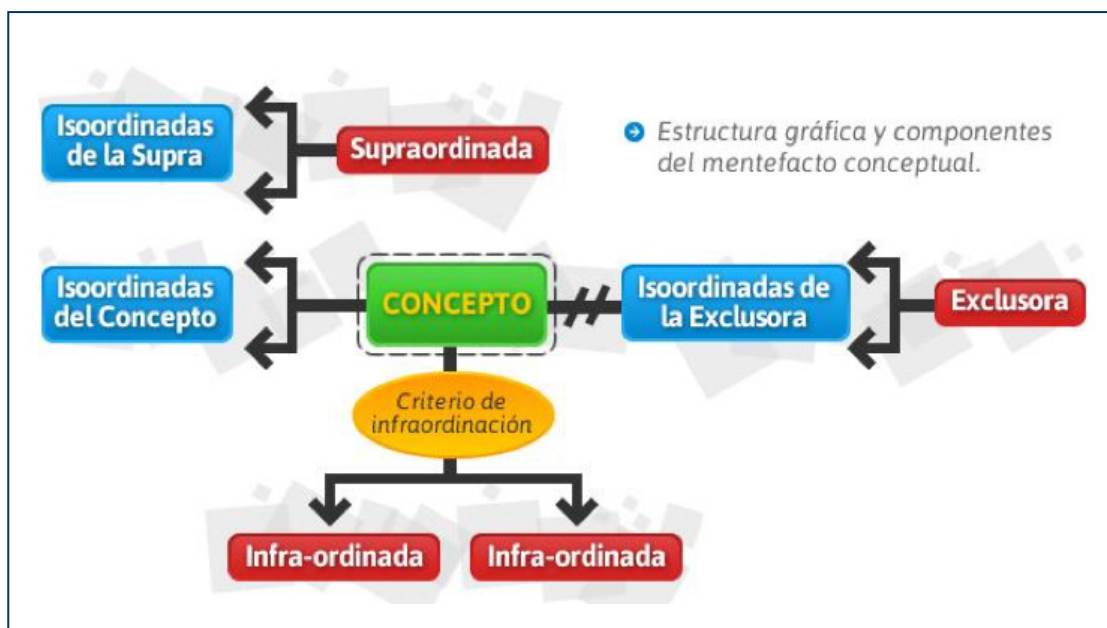 Isoordinadas
de la Supra
Supraordinada
Estructura gráfica y componentes
del mentefacto conceptual.
Isoordinadas
del Concepto
CONCEPTO
Isoordinadas de
la Exclusora
Exclusora
Criterio de
infraordinación
Infra-ordinada
Infra-ordinada